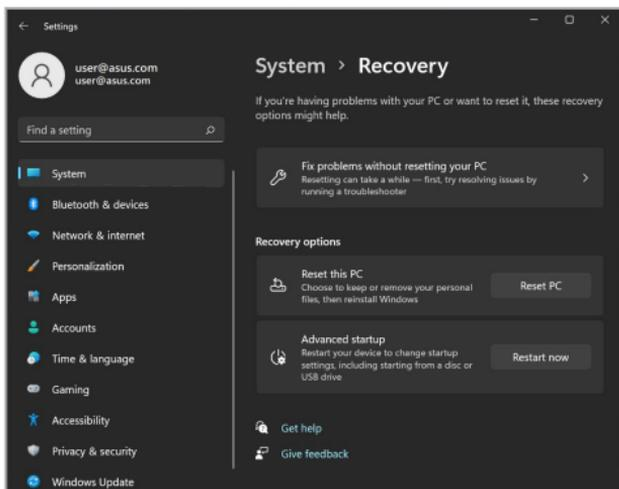 Settings
user@asus.com
user@asus.com
Find a setting
System
Bluetooth & devices
Network & internet
Personalization
Apps
Accounts
Time & language
Gaming
Accessibility
Privacy & security
Windows Update
System > Recovery
If you're having problems with your PC or want to reset it, these recovery
options might help.
Fix problems without resetting your PC
Resetting can take a while — first, try resolving issues by
running a troubleshooter
Recovery options
Reset this PC
Choose to keep or remove your personal
files, then reinstall Windows
Reset PC
Advanced startup
Restart your device to change startup
settings, including starting from a disc or
USB drive
Restart now
Get help
Give feedback